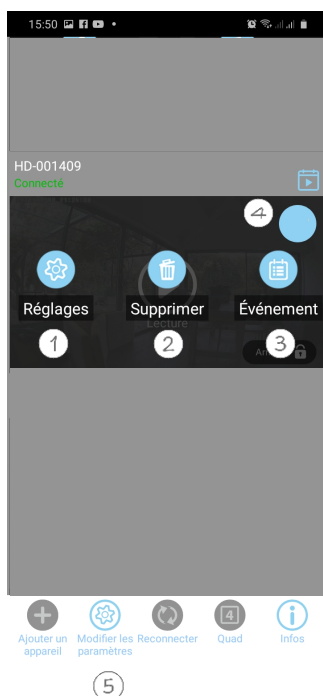 15:50
HD-001409
Connecté
4
Réglages
Supprimer
Événement
Lecture
1
2
3
5
4
Ajouter un
appareil
Modifier les
paramètres
Reconnecter
Quad
Infos